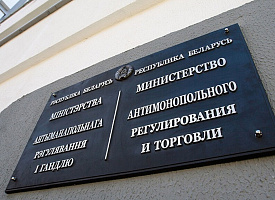 РЭСПУБЛІКА БЕЛАРУСЬ
МІНІСТЭРСТВА
АНТЫМАНАПОЛЬНАГА
РЭГУЛЯВАННЯ
І ГАНДЛЮ
РЕСПУБЛИКА БЕЛАРУСЬ
МИНИСТЕРСТВО
АНТИМОНОПОЛЬНОГО
РЕГУЛИРОВАНИЯ
И ТОРГОВЛИ